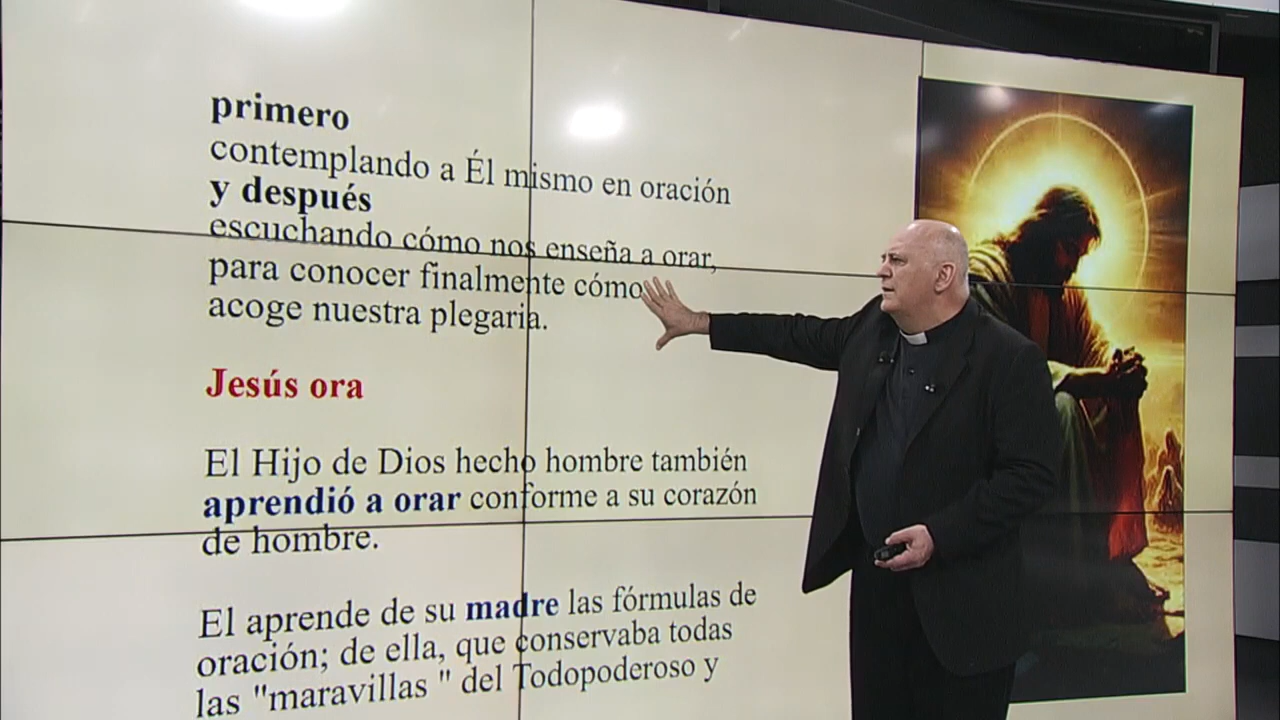 primero
contemplando a Él mismo en oración
y después
escuchando cómo nos enseña a orar,
para conocer finalmente cómo
acoge nuestra plegaria.
Jesús ora
El Hijo de Dios hecho hombre también
aprendió a orar conforme a su corazón
de hombre.
El aprende de su madre las fórmulas de
oración; de ella, que conservaba todas
las "maravillas " del Todopoderoso y